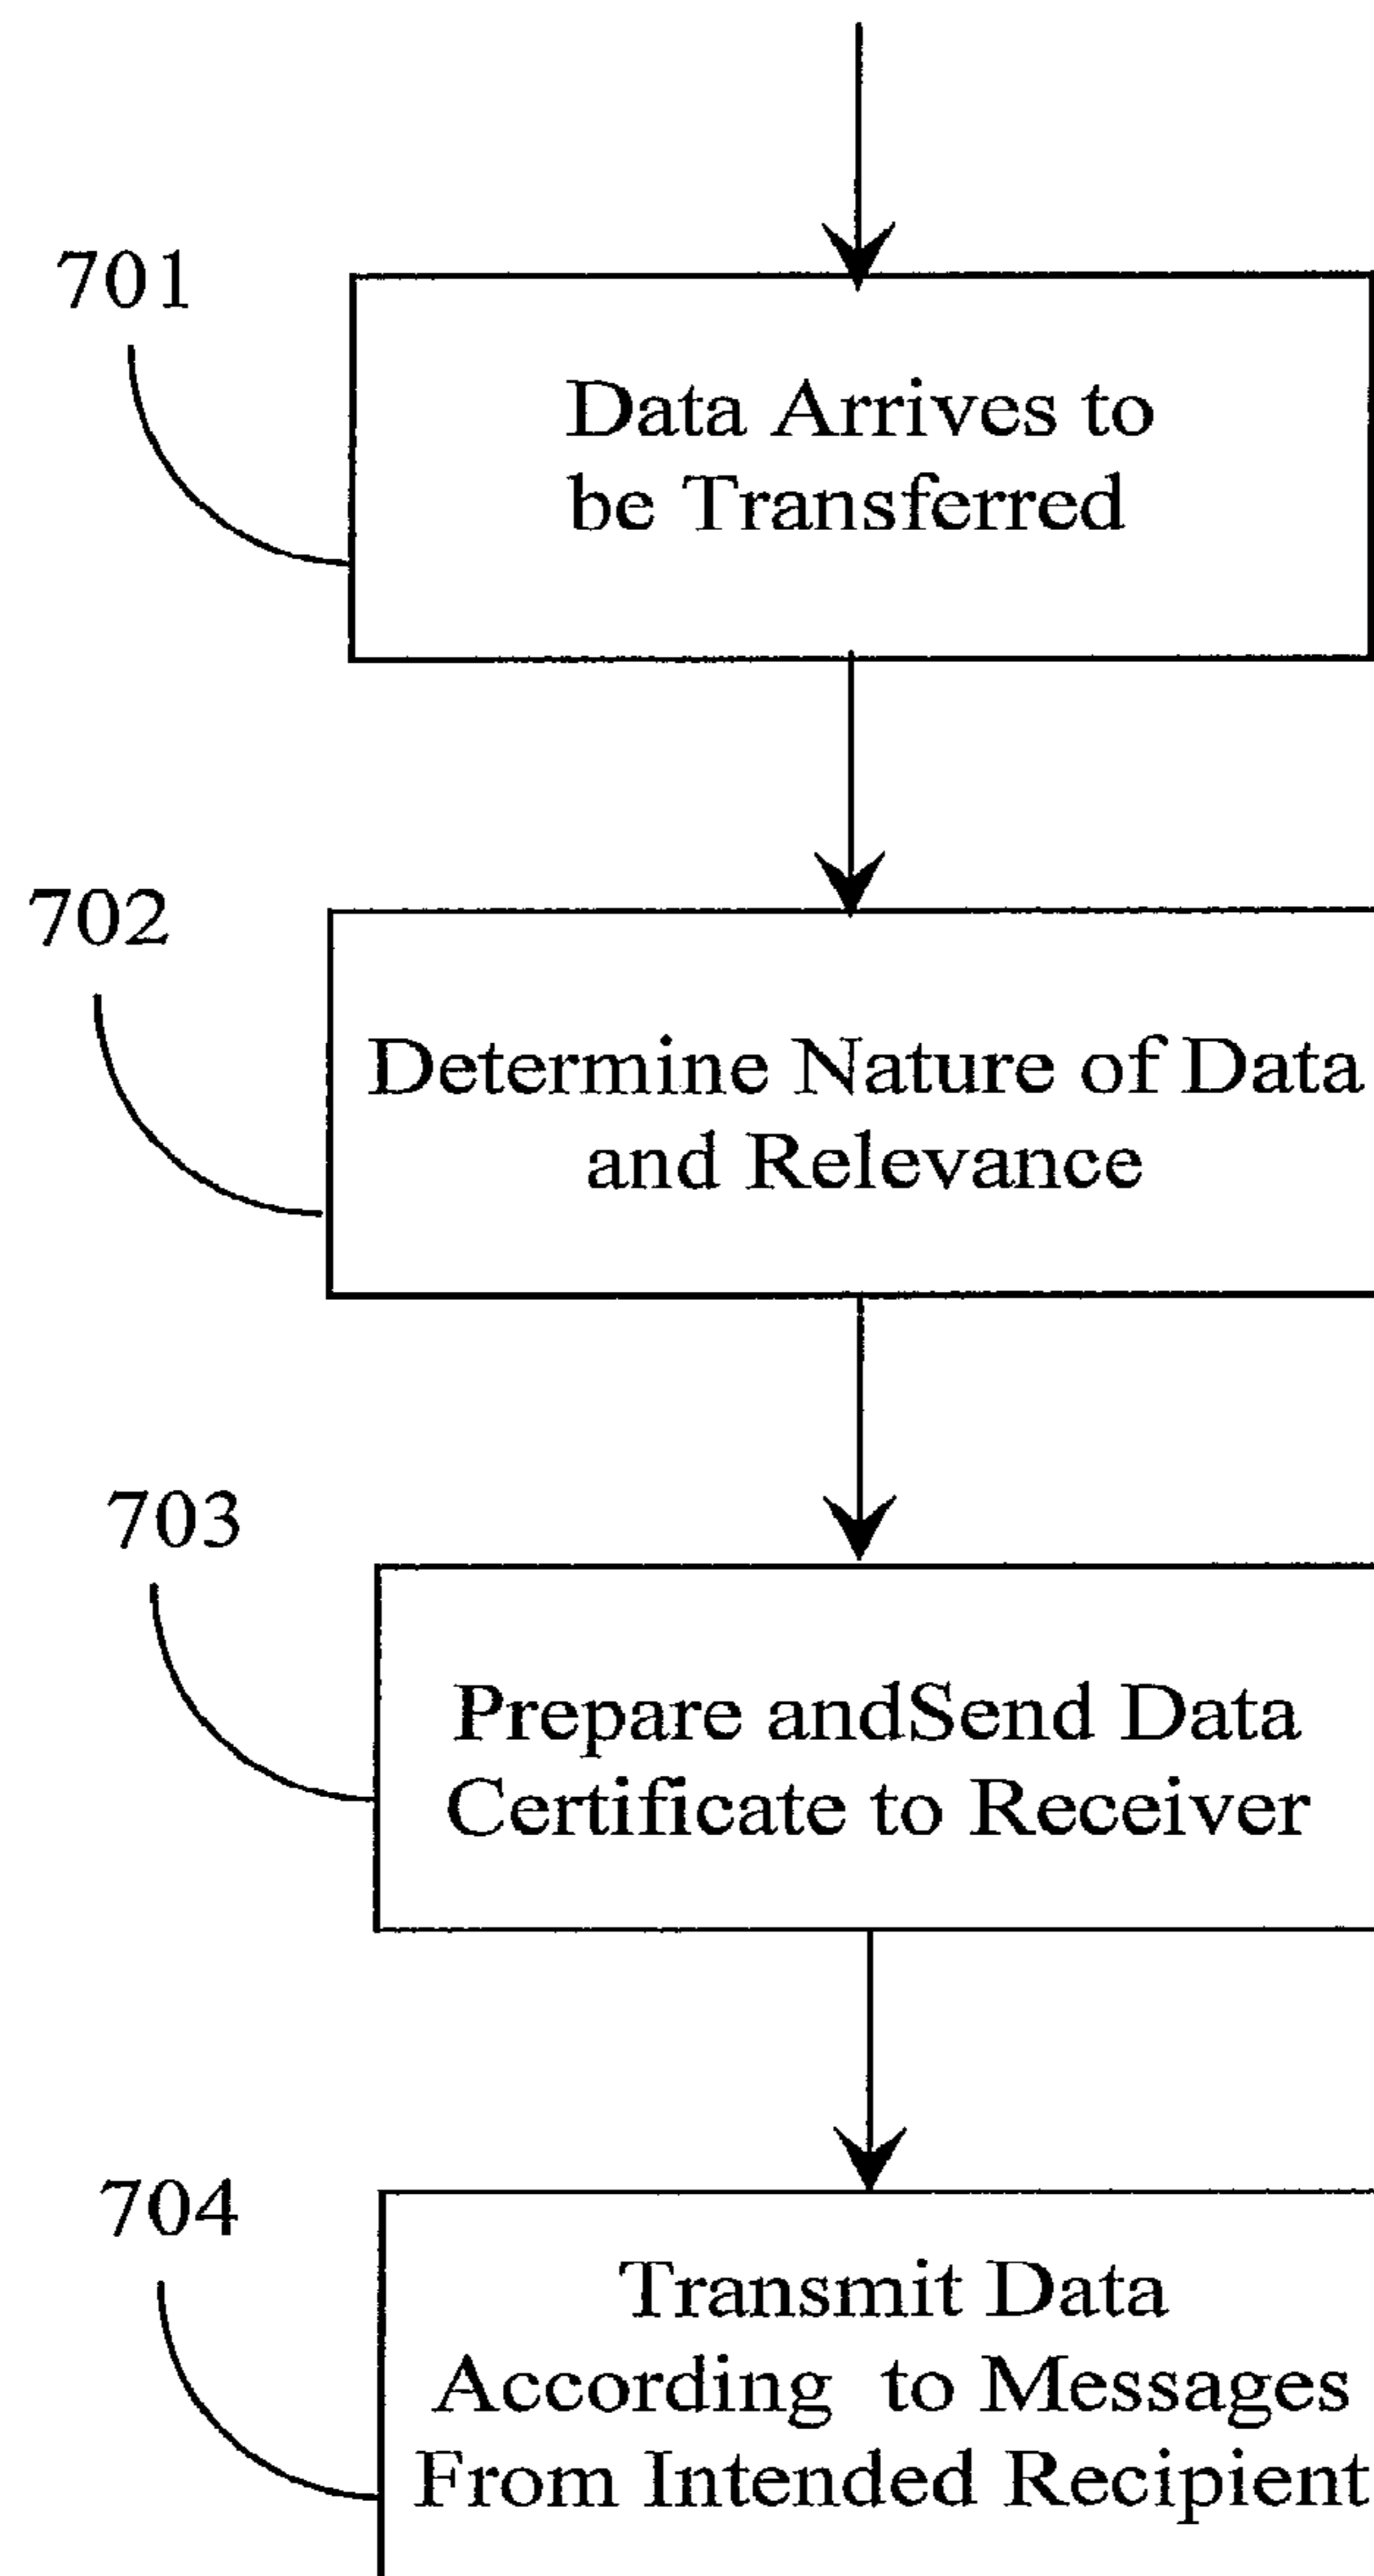 701
Data Arrives to
be Transferred
702
Determine Nature of Data
and Relevance
703
Prepare andSend Data
Certificate to Receiver
704
Transmit Data
According  to Messages
From Intended Recipient